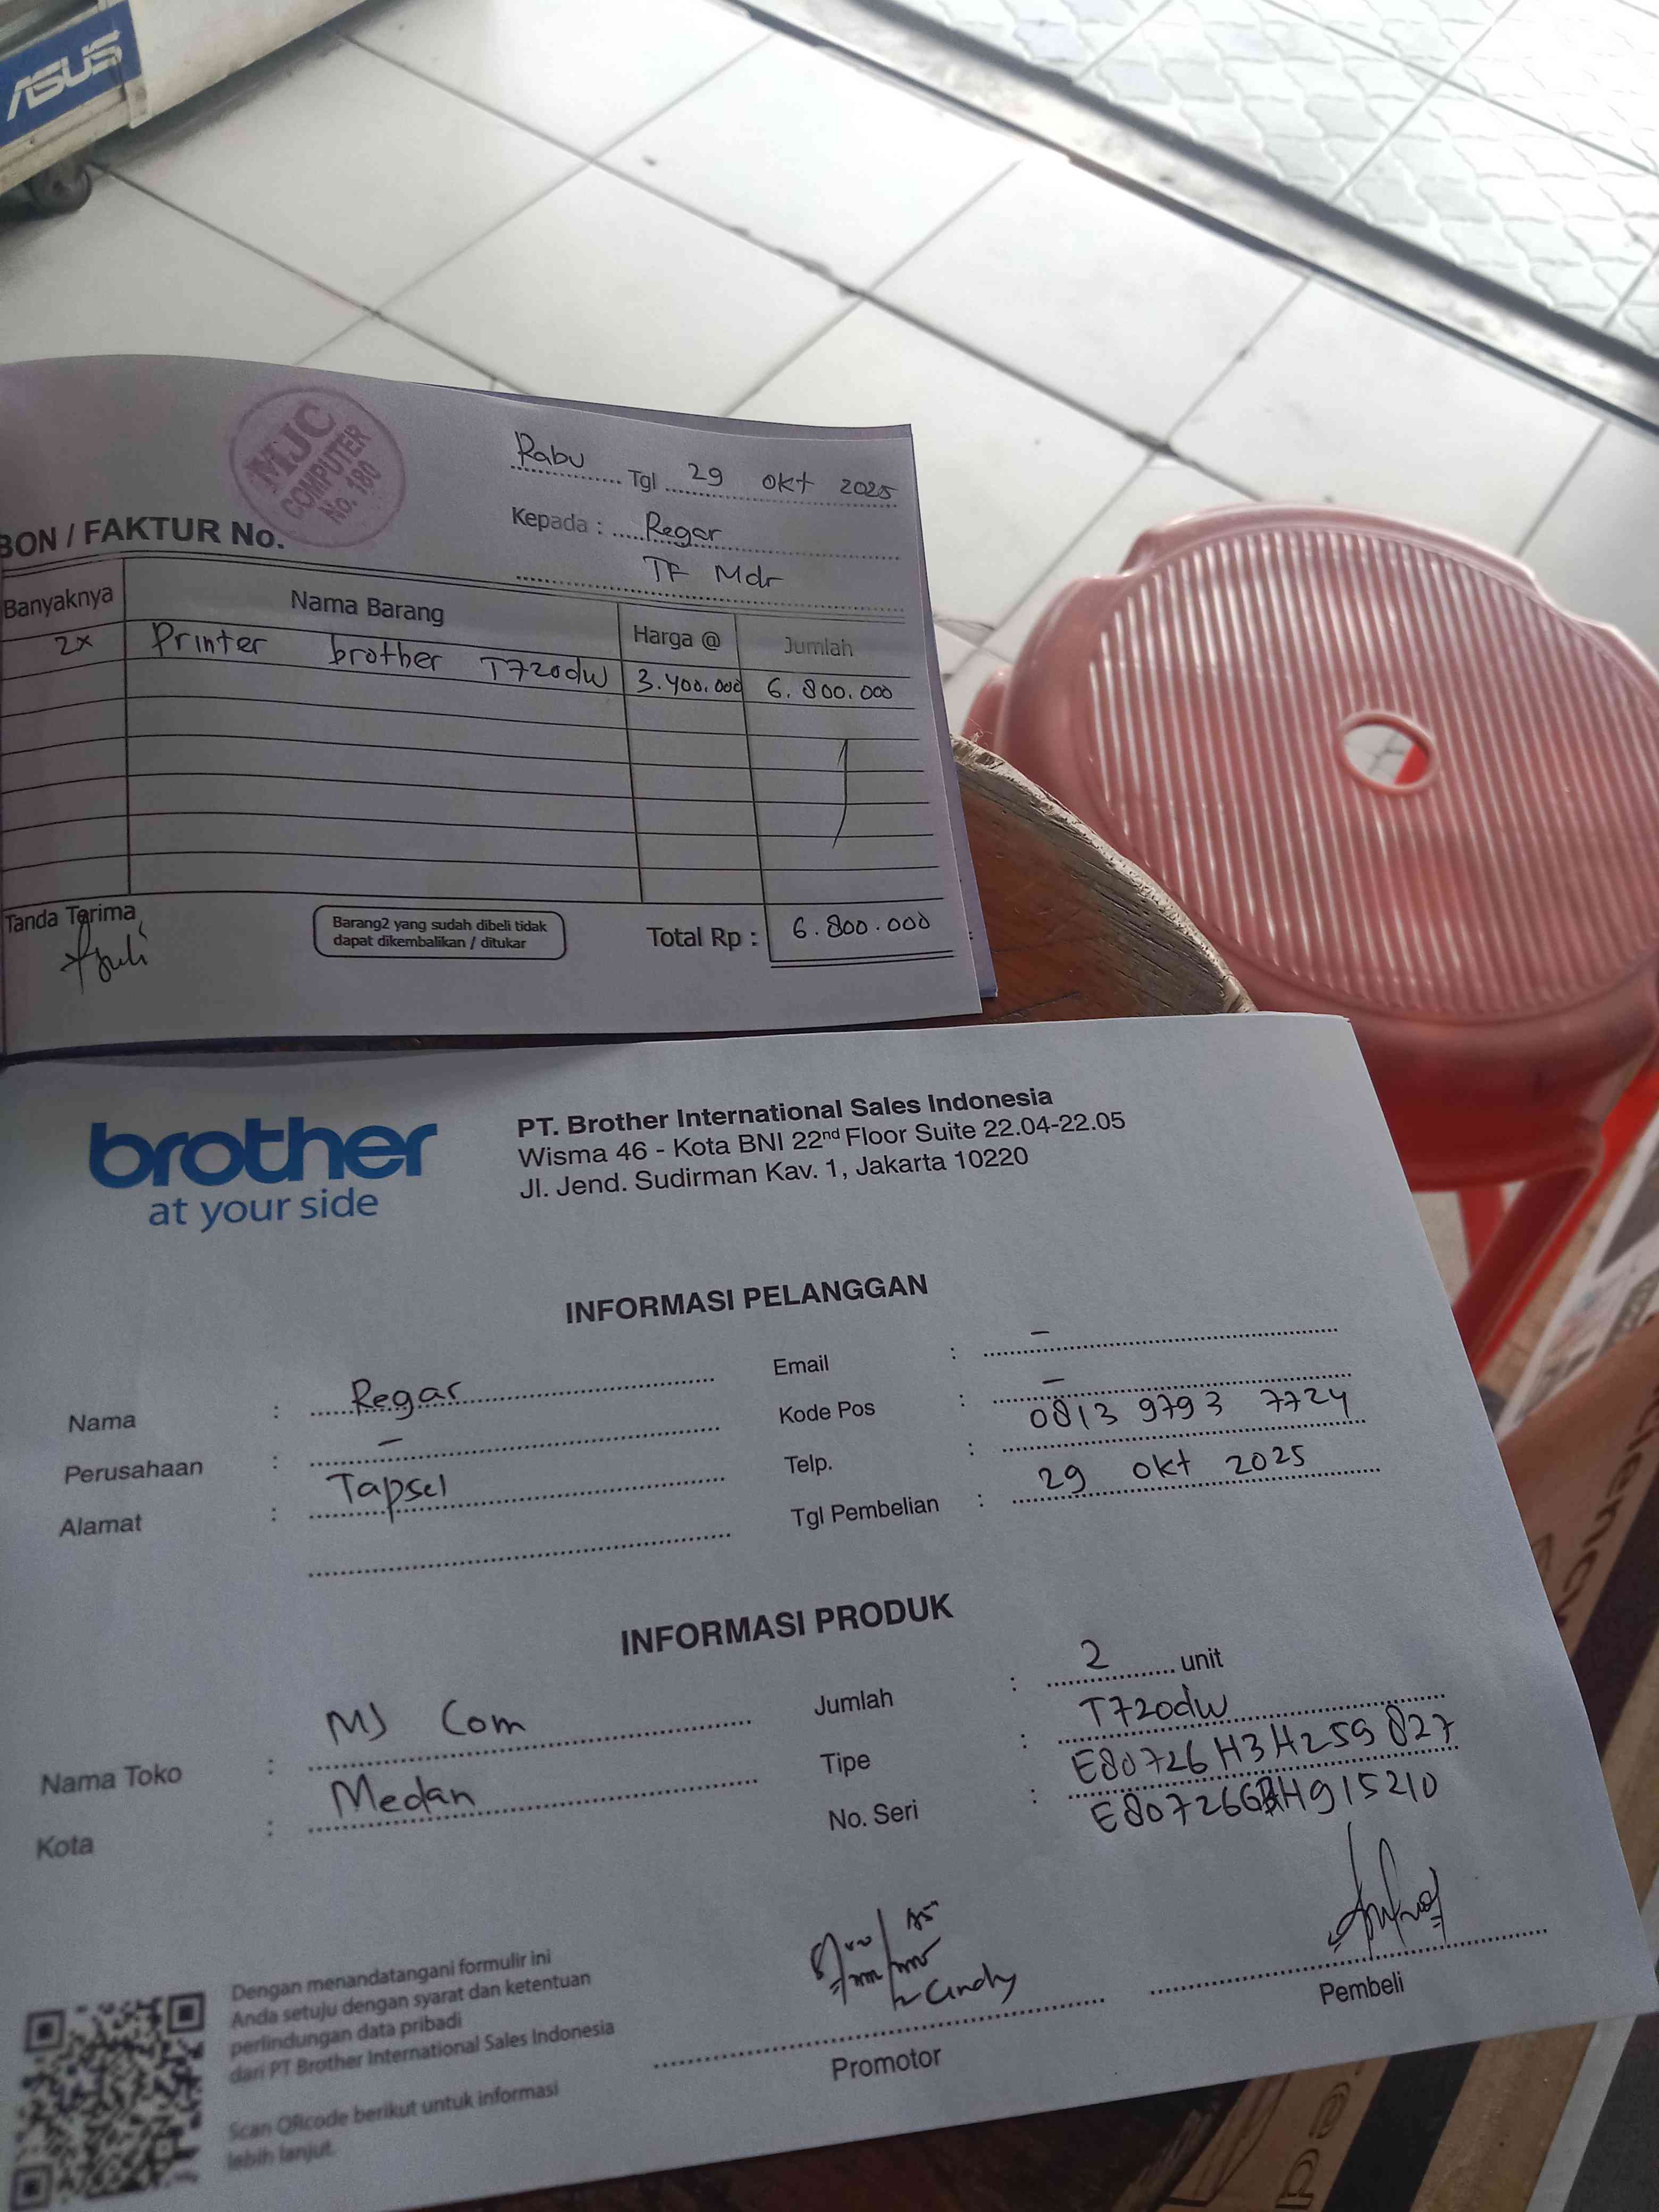 ASUS
MJC
COMPUTER
No. 180
Rabu Tgl 29 Okt 2025
BON / FAKTUR No.
Kepada : Regar
TF Mdr
Banyaknya Nama Barang Harga @ Jumlah
2x Printer brother T720dw 3.400.000 6.800.000
Tanda Terima
Barang2 yang sudah dibeli tidak
dapat dikembalikan / ditukar
Total Rp : 6.800.000
brother
at your side
PT. Brother International Sales Indonesia
Wisma 46 - Kota BNI 22nd Floor Suite 22.04-22.05
Jl. Jend. Sudirman Kav. 1, Jakarta 10220
INFORMASI PELANGGAN
Nama : Regar
Perusahaan : -
Alamat : Tapsel
Email : -
Kode Pos : -
Telp. : 0813 9793 7724
Tgl Pembelian : 29 Okt 2025
INFORMASI PRODUK
Nama Toko : MJ Com
Kota : Medan
Jumlah : 2 unit
Tipe : T720dw
No. Seri : E80726H3H259827
Dengan menandatangani formulir ini
Anda setuju dengan syarat dan ketentuan
perlindungan data pribadi
dari PT Brother International Sales Indonesia
Scan QRcode berikut untuk informasi
lebih lanjut.
Cindy
Promotor
Pembeli